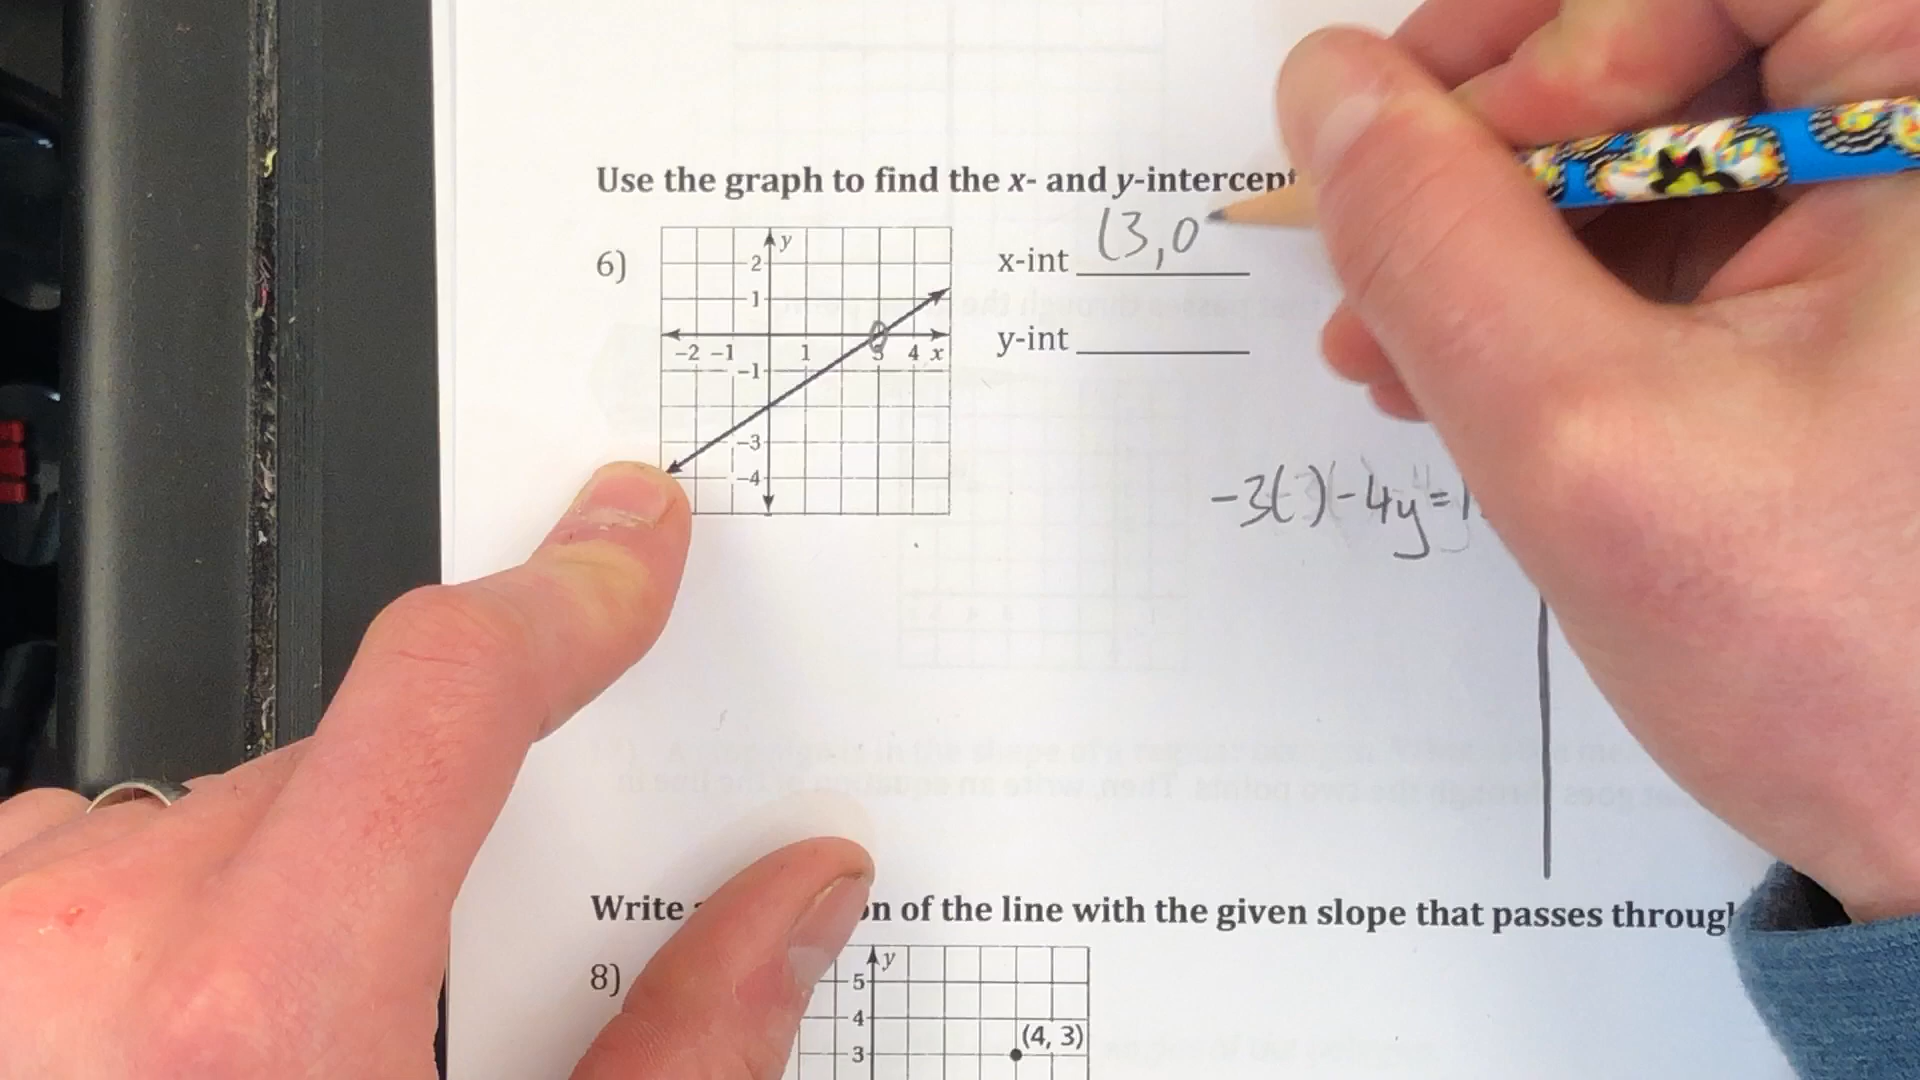 Use the graph to find the x- and y-intercept
6)
y
2
1
-2 -1 1 3 4 x
-1
-3
-4
x-int (3,0
y-int
-3( )-4y=1
Write
n of the line with the given slope that passes through
8)
y
5
4
(4, 3)
3